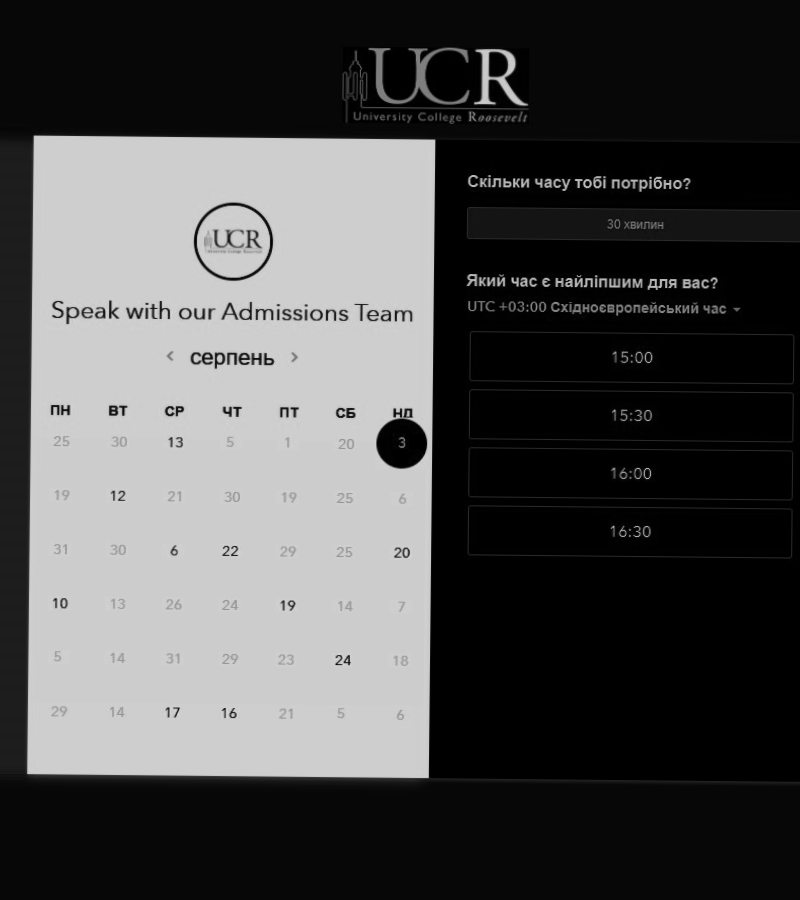 UCR
University College Roosevelt
UCR
Speak with our Admissions Team
серпень
ПН ВТ СР ЧТ ПТ СБ НД
25 30 13 5 1 20 3
19 12 21 30 19 25 6
31 30 6 22 29 25 20
10 13 26 24 19 14 7
5 14 31 29 23 24 18
29 14 17 16 21 5 6
Скільки часу тобі потрібно?
30 хвилин
Який час є найліпшим для вас?
UTC +03:00 Східноєвропейський час
15:00
15:30
16:00
16:30